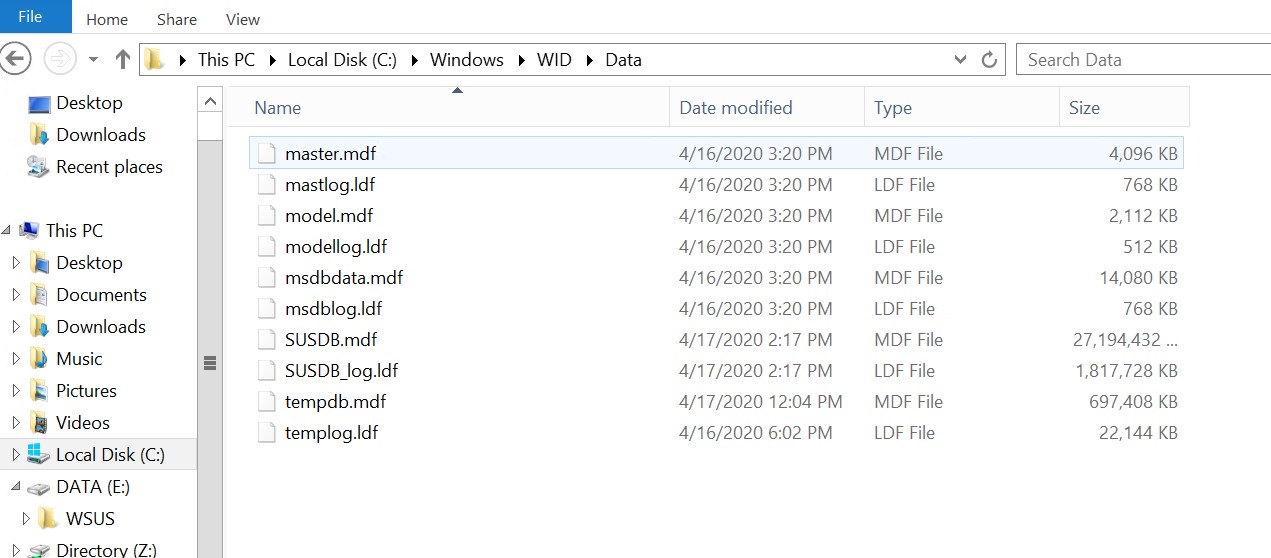 File Home Share View
This PC Local Disk (C:) Windows WID Data Search Data
Desktop
Downloads
Recent places
This PC
Desktop
Documents
Downloads
Music
Pictures
Videos
Local Disk (C:)
DATA (E:)
WSUS
Directory (Z:)
Name Date modified Type Size
master.mdf 4/16/2020 3:20 PM MDF File 4,096 KB
mastlog.ldf 4/16/2020 3:20 PM LDF File 768 KB
model.mdf 4/16/2020 3:20 PM MDF File 2,112 KB
modellog.ldf 4/16/2020 3:20 PM LDF File 512 KB
msdbdata.mdf 4/16/2020 3:20 PM MDF File 14,080 KB
msdblog.ldf 4/16/2020 3:20 PM LDF File 768 KB
SUSDB.mdf 4/17/2020 2:17 PM MDF File 27,194,432 ...
SUSDB_log.ldf 4/17/2020 2:17 PM LDF File 1,817,728 KB
tempdb.mdf 4/17/2020 12:04 PM MDF File 697,408 KB
templog.ldf 4/16/2020 6:02 PM LDF File 22,144 KB